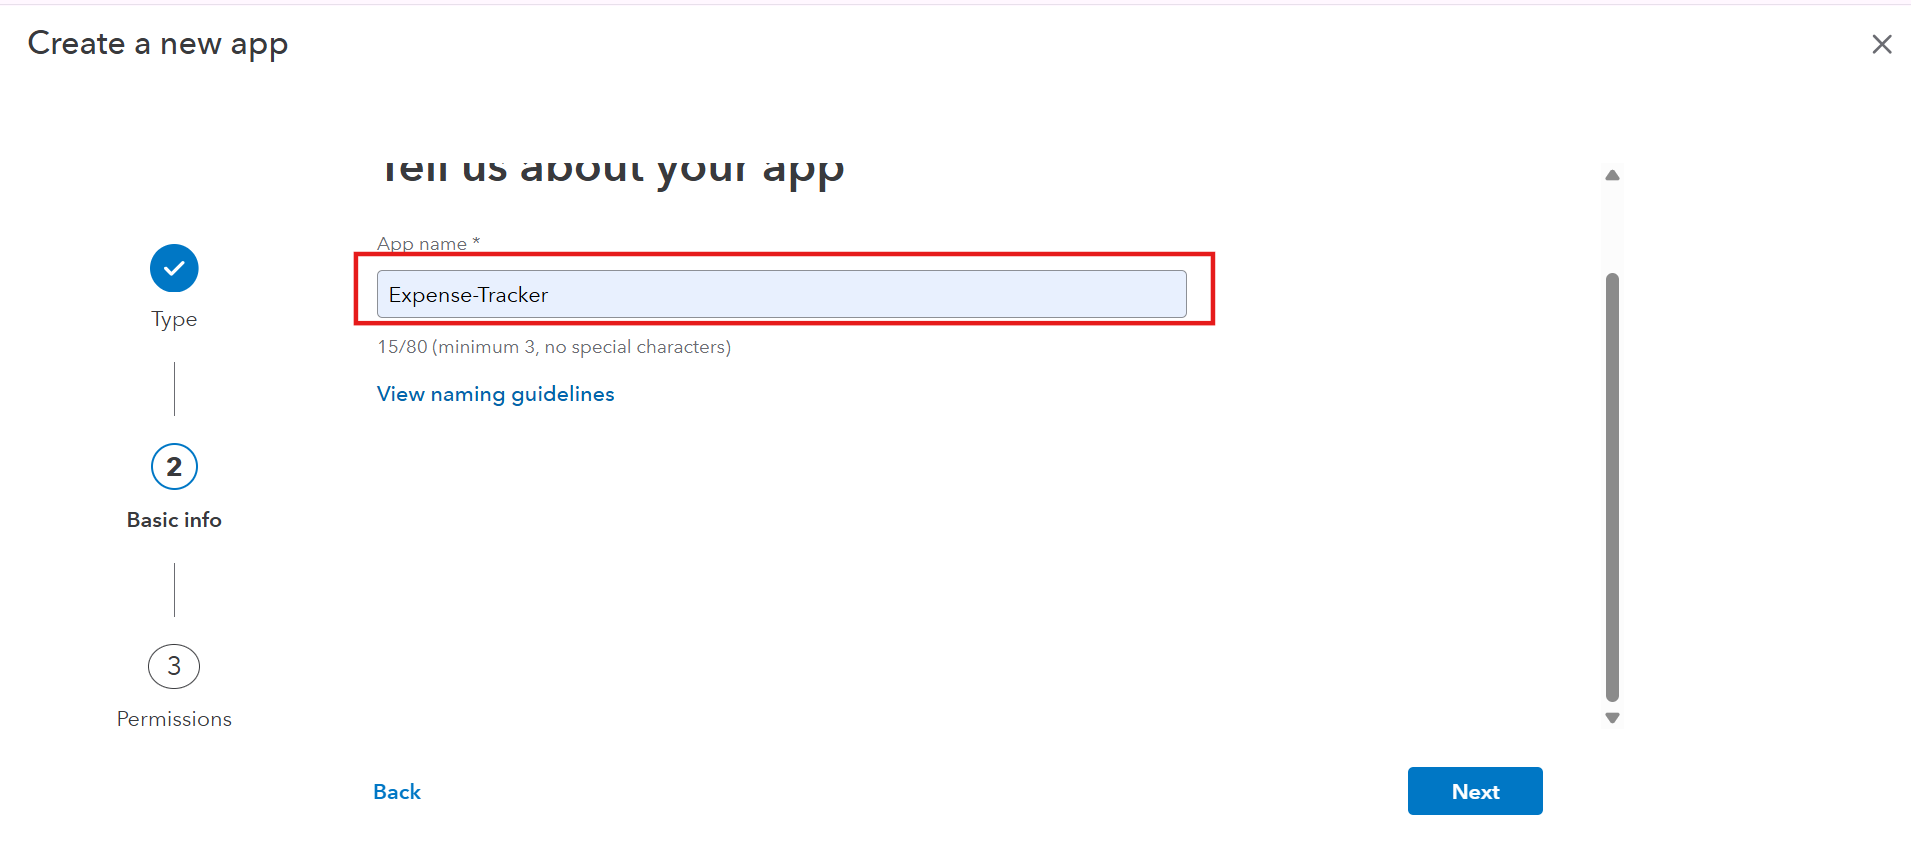 Create a new app
Tell us about your app
App name *
Expense-Tracker
15/80 (minimum 3, no special characters)
View naming guidelines
Type
2
Basic info
3
Permissions
Back
Next